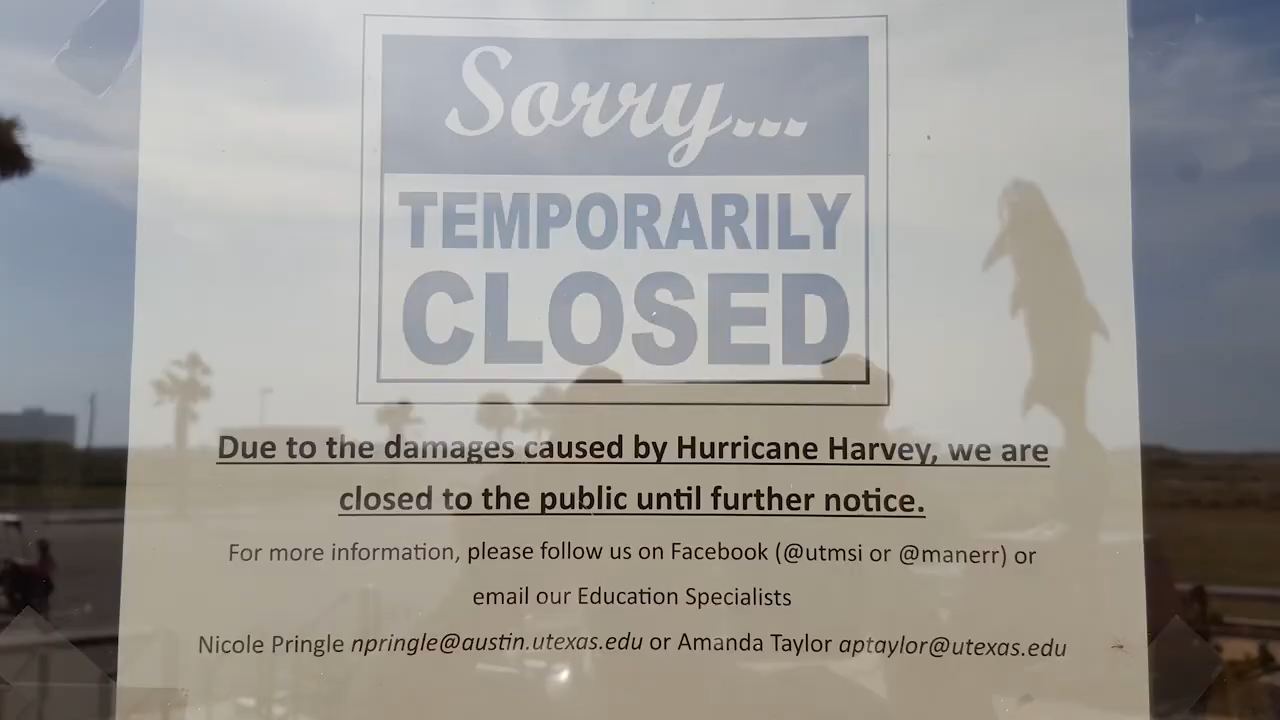 Sorry...
TEMPORARILY
CLOSED
Due to the damages caused by Hurricane Harvey, we are
closed to the public until further notice.
For more information, please follow us on Facebook (@utmsi or @manerr) or
email our Education Specialists
Nicole Pringle npringle@austin.utexas.edu or Amanda Taylor aptaylor@utexas.edu